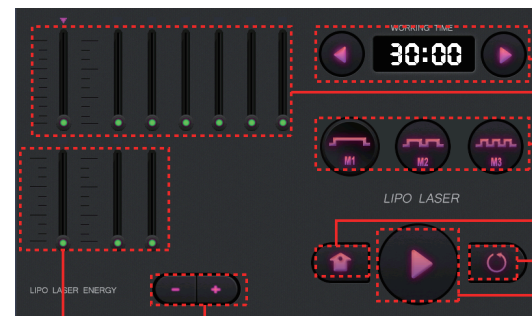 WORKING TIME
30:00
M1
M2
M3
LIPO LASER
LIPO LASER ENERGY
- +